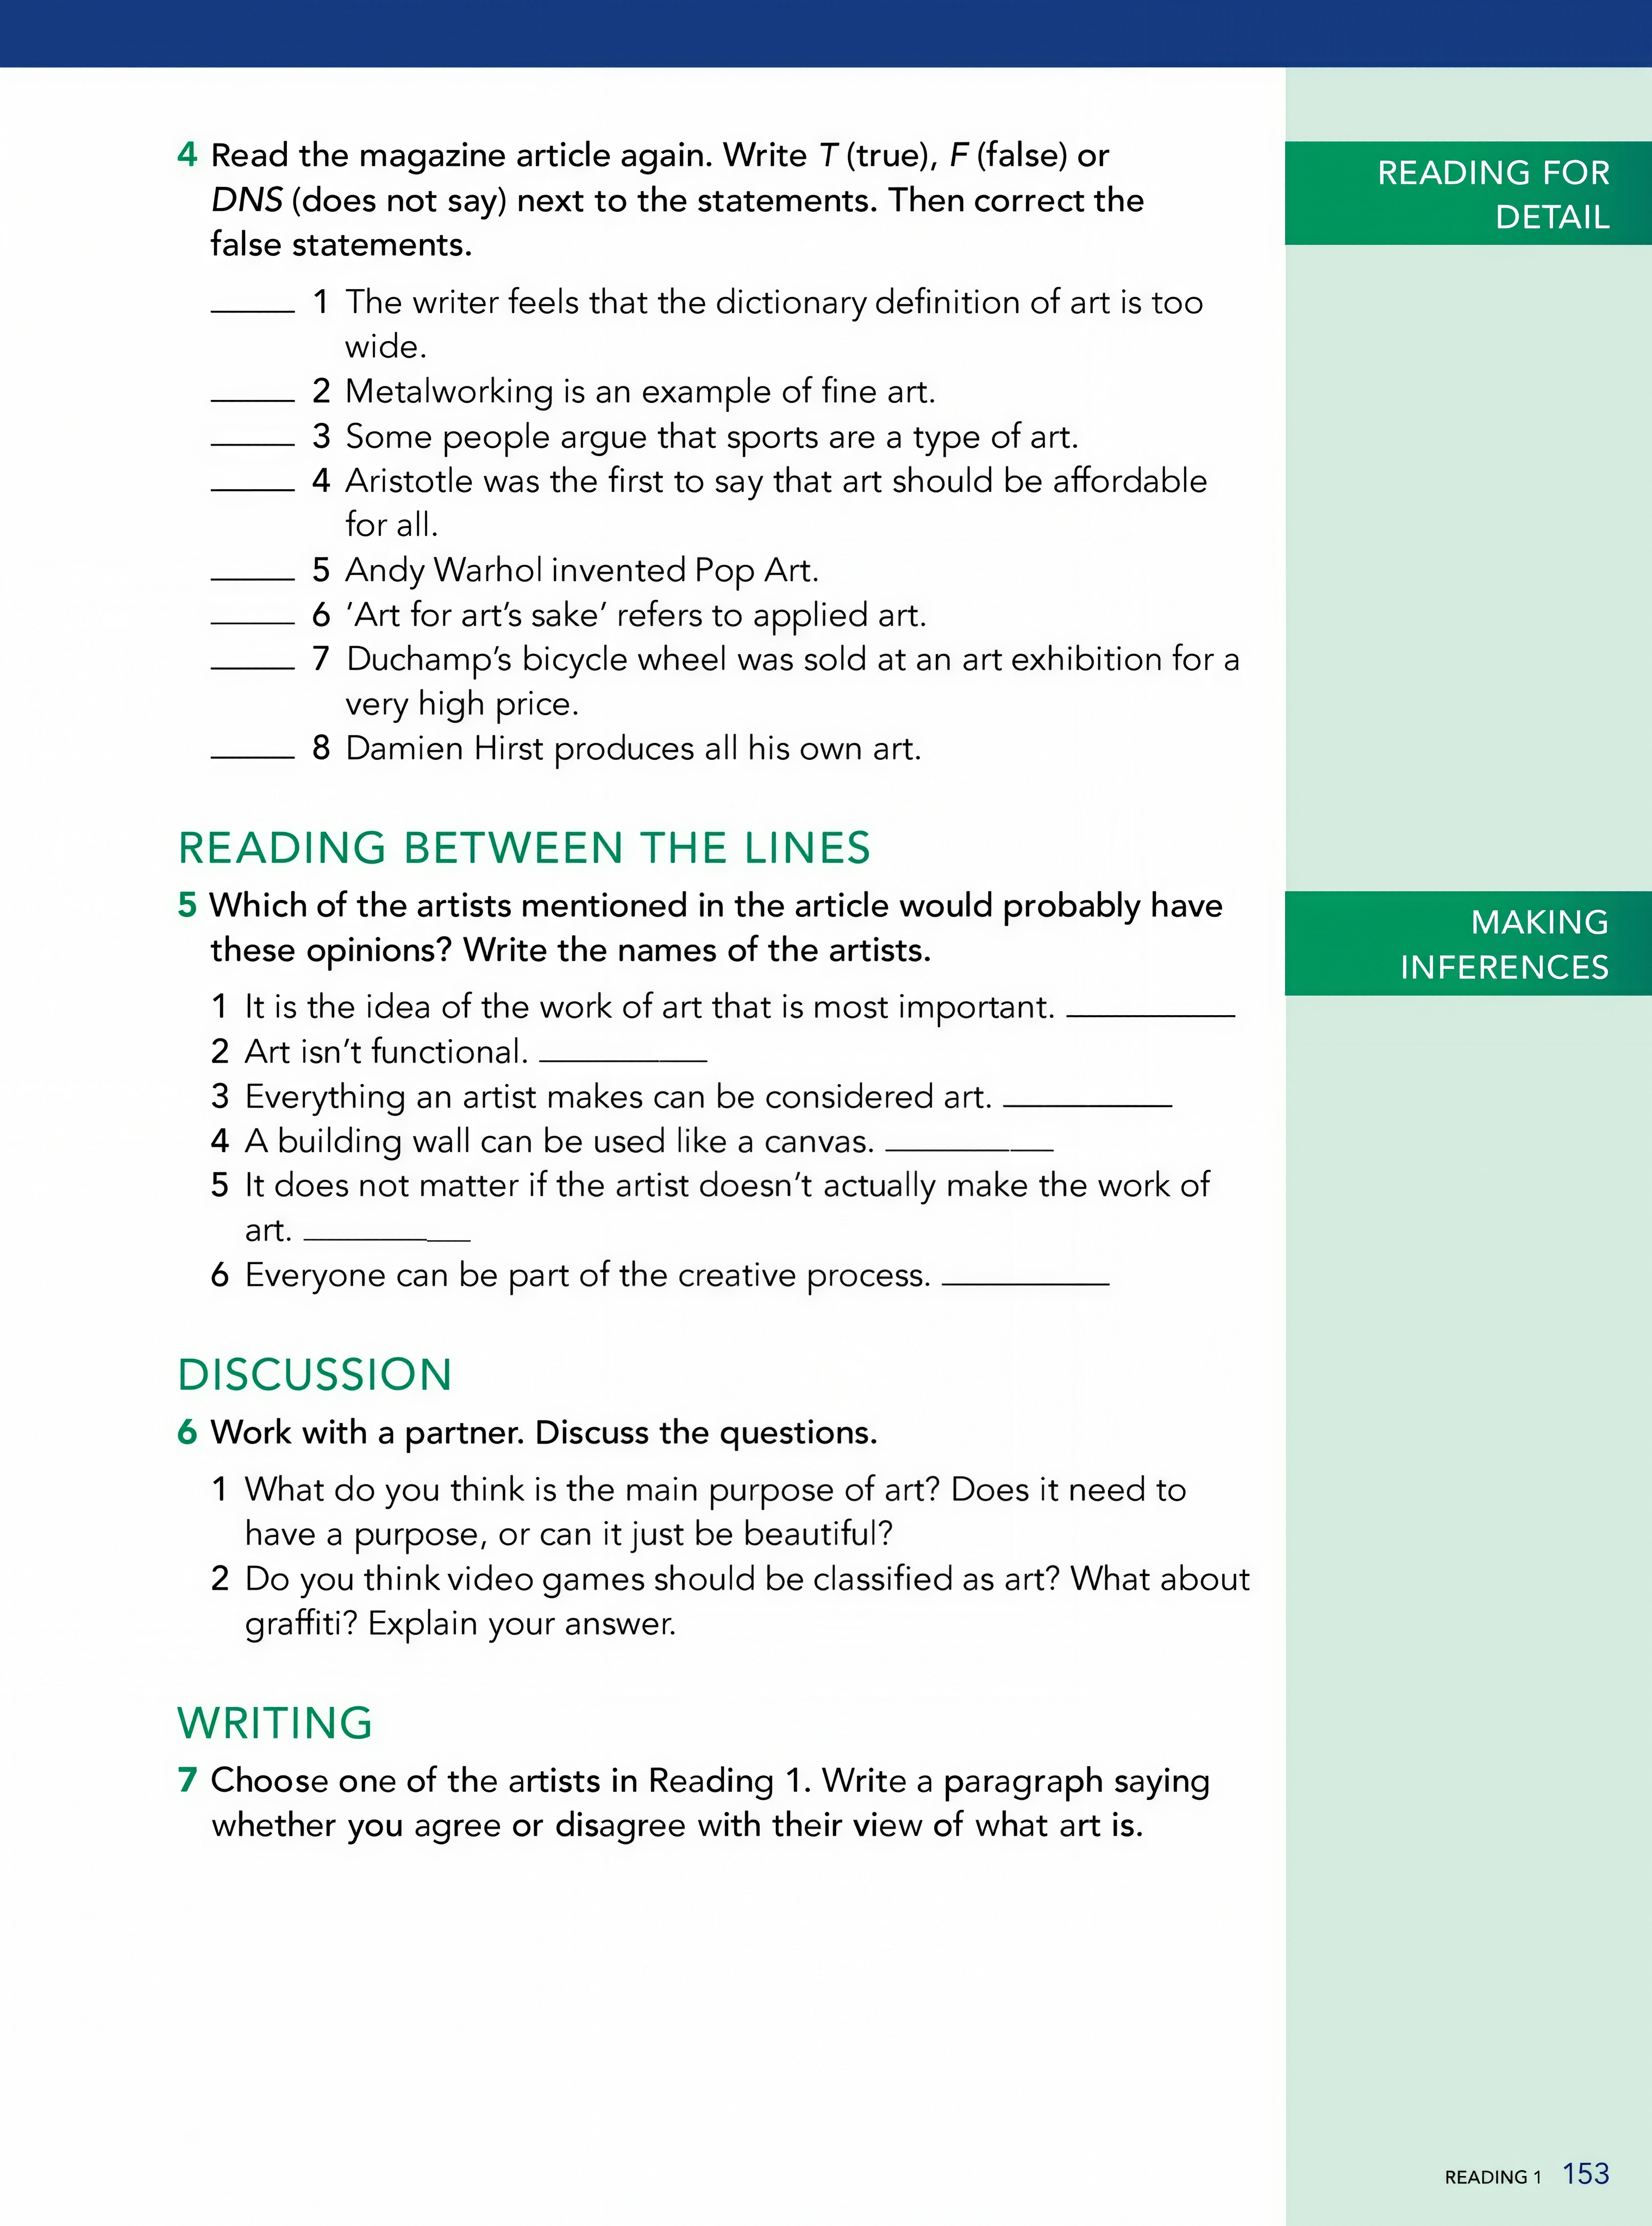 4 Read the magazine article again. Write T (true), F (false) or
DNS (does not say) next to the statements. Then correct the
false statements.
READING FOR
DETAIL
______ 1 The writer feels that the dictionary definition of art is too
wide.
______ 2 Metalworking is an example of fine art.
______ 3 Some people argue that sports are a type of art.
______ 4 Aristotle was the first to say that art should be affordable
for all.
______ 5 Andy Warhol invented Pop Art.
______ 6 ‘Art for art’s sake’ refers to applied art.
______ 7 Duchamp’s bicycle wheel was sold at an art exhibition for a
very high price.
______ 8 Damien Hirst produces all his own art.
READING BETWEEN THE LINES
5 Which of the artists mentioned in the article would probably have
these opinions? Write the names of the artists.
MAKING
INFERENCES
1 It is the idea of the work of art that is most important. ____________
2 Art isn’t functional. ____________
3 Everything an artist makes can be considered art. ____________
4 A building wall can be used like a canvas. ____________
5 It does not matter if the artist doesn’t actually make the work of
art. ____________
6 Everyone can be part of the creative process. ____________
DISCUSSION
6 Work with a partner. Discuss the questions.
1 What do you think is the main purpose of art? Does it need to
have a purpose, or can it just be beautiful?
2 Do you think video games should be classified as art? What about
graffiti? Explain your answer.
WRITING
7 Choose one of the artists in Reading 1. Write a paragraph saying
whether you agree or disagree with their view of what art is.
READING 1 153